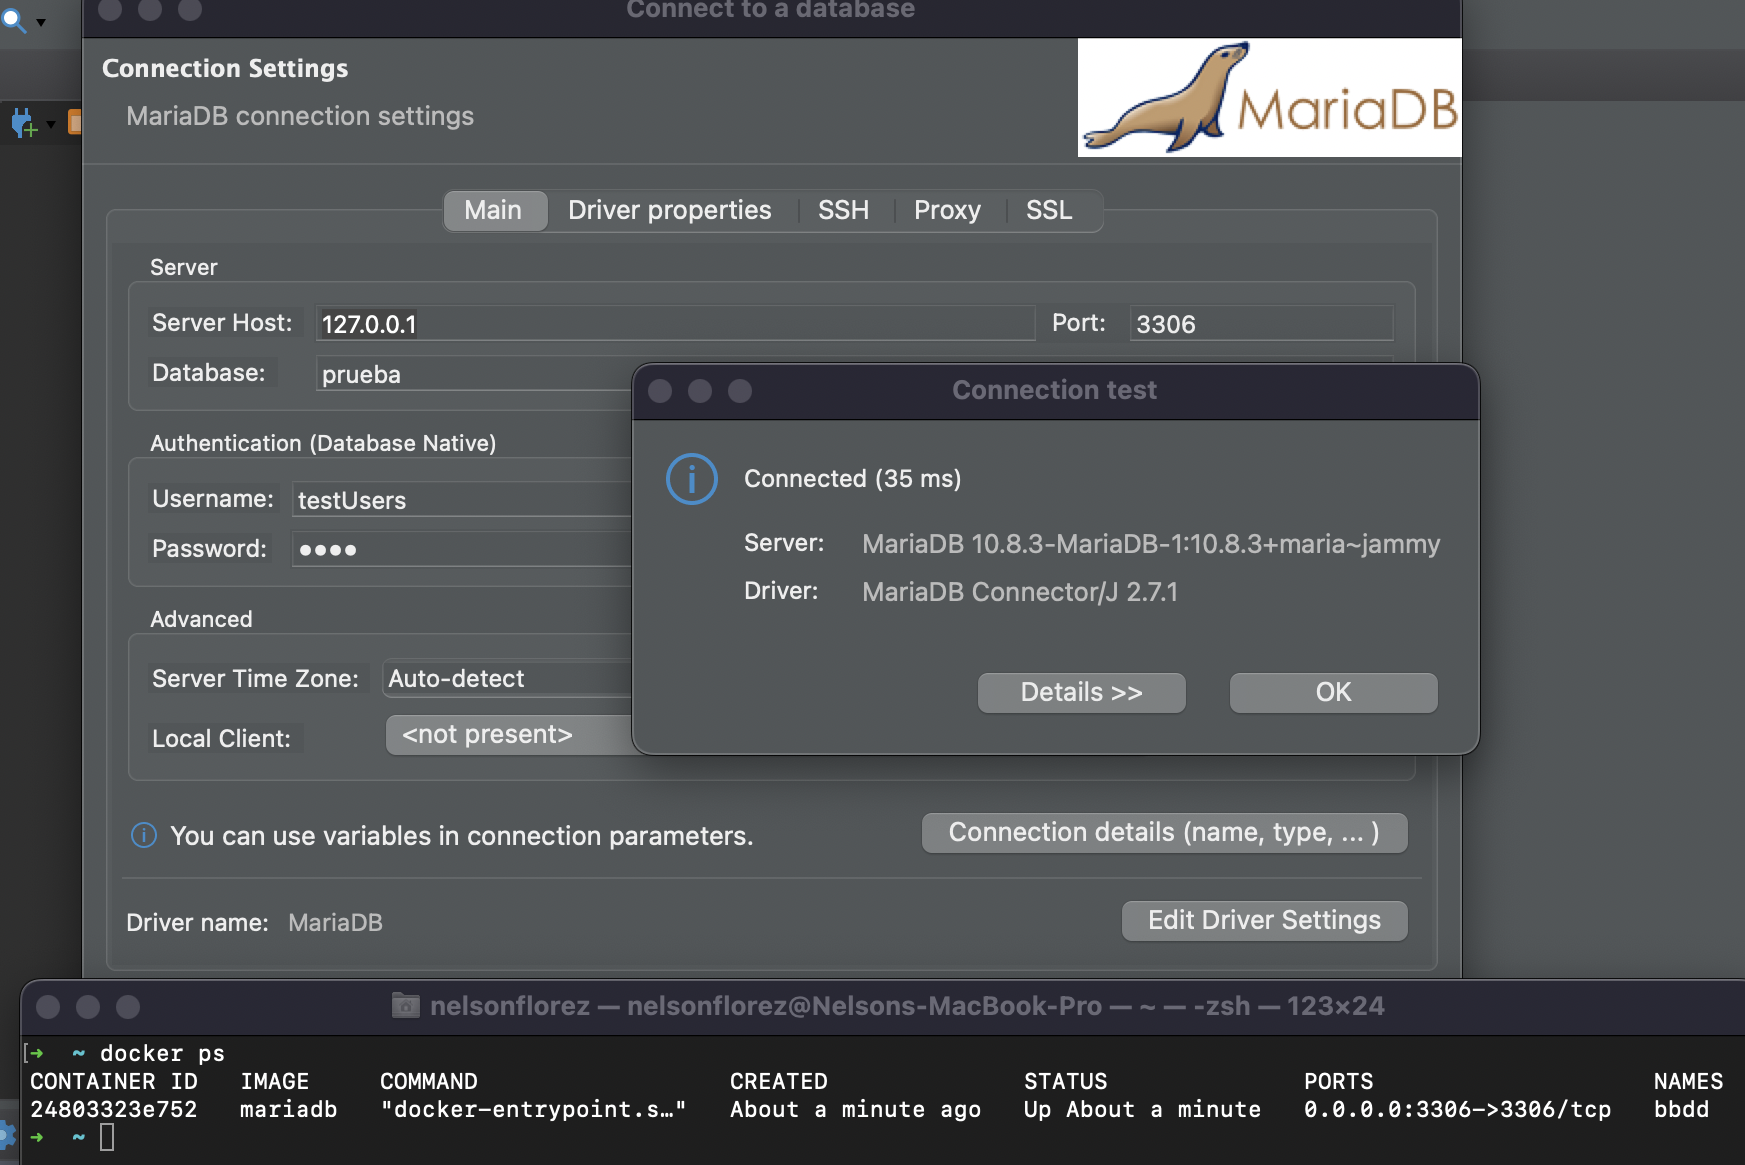 Connect to a database
Connection Settings
MariaDB connection settings
MariaDB
Main Driver properties SSH Proxy SSL
Server
Server Host: 127.0.0.1 Port: 3306
Database: prueba
Authentication (Database Native)
Username: testUsers
Password: ●●●●
Advanced
Server Time Zone: Auto-detect
Local Client: <not present>
Connection test
Connected (35 ms)
Server: MariaDB 10.8.3-MariaDB-1:10.8.3+maria~jammy
Driver: MariaDB Connector/J 2.7.1
Details >> OK
You can use variables in connection parameters. Connection details (name, type, ... )
Driver name: MariaDB Edit Driver Settings
nelsonflorez — nelsonflorez@Nelsons-MacBook-Pro — ~ — -zsh — 123×24
[➜ ~ docker ps
CONTAINER ID IMAGE COMMAND CREATED STATUS PORTS NAMES
24803323e752 mariadb "docker-entrypoint.s…" About a minute ago Up About a minute 0.0.0.0:3306->3306/tcp bbdd
➜ ~